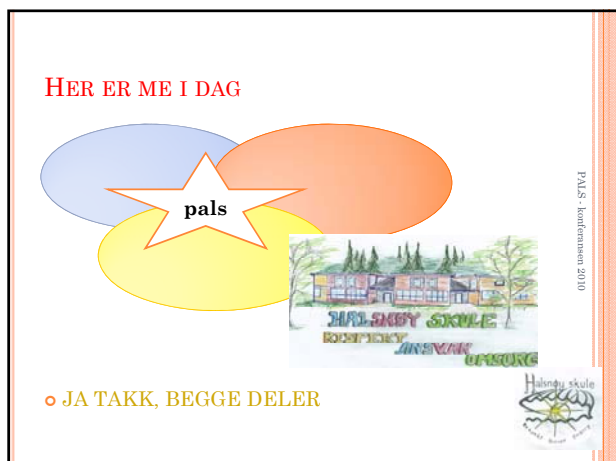 HER ER ME I DAG
pals
PALS - konferansen 2010
HALSNØY SKULE
RESPEKT
ANSVAR
OMSORG
JA TAKK, BEGGE DELER
Halsnøy skule